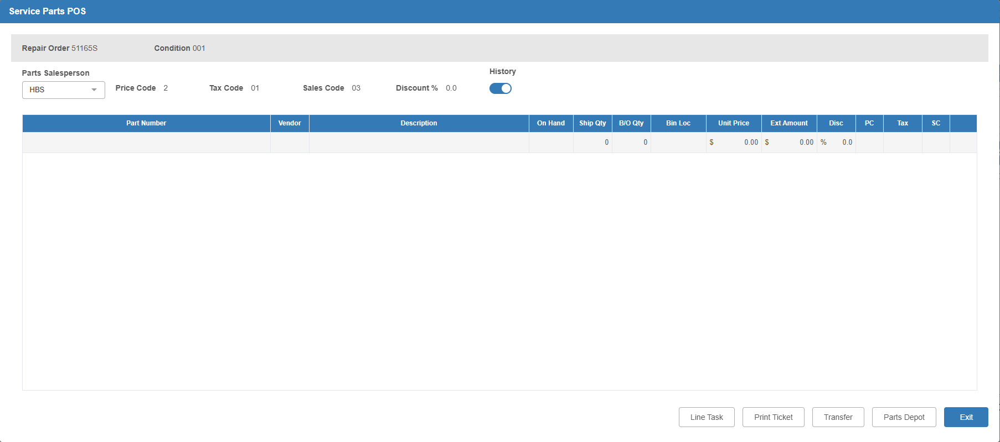 Service Parts POS
Repair Order 51165S Condition 001
Parts Salesperson History
HBS Price Code 2 Tax Code 01 Sales Code 03 Discount % 0.0
Part Number Vendor Description On Hand Ship Qty B/O Qty Bin Loc Unit Price Ext Amount Disc PC Tax SC
0 0 $ 0.00 $ 0.00 % 0.0
Line Task Print Ticket Transfer Parts Depot Exit